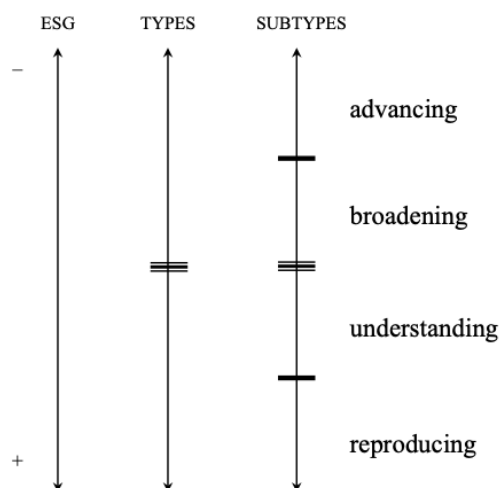 ESG TYPES SUBTYPES
–
advancing
broadening
understanding
reproducing
+